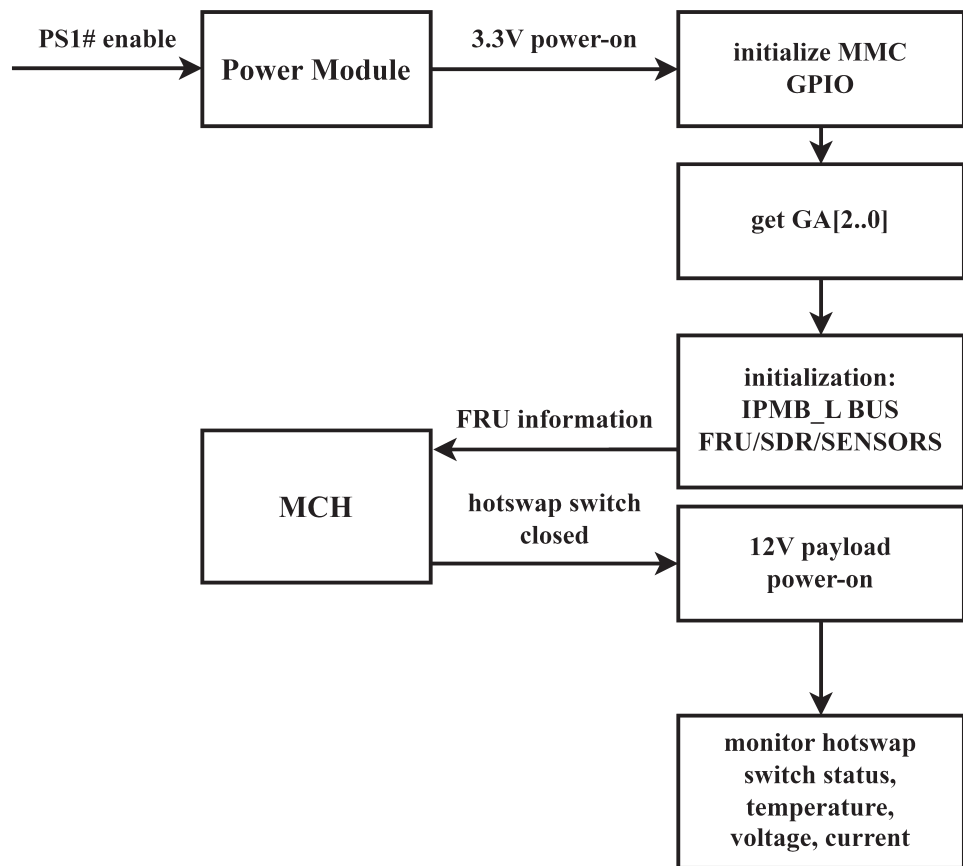 PS1# enable
Power Module
3.3V power-on
initialize MMC
GPIO
get GA[2..0]
initialization:
IPMB_L BUS
FRU/SDR/SENSORS
FRU information
MCH
hotswap switch
closed
12V payload
power-on
monitor hotswap
switch status,
temperature,
voltage, current